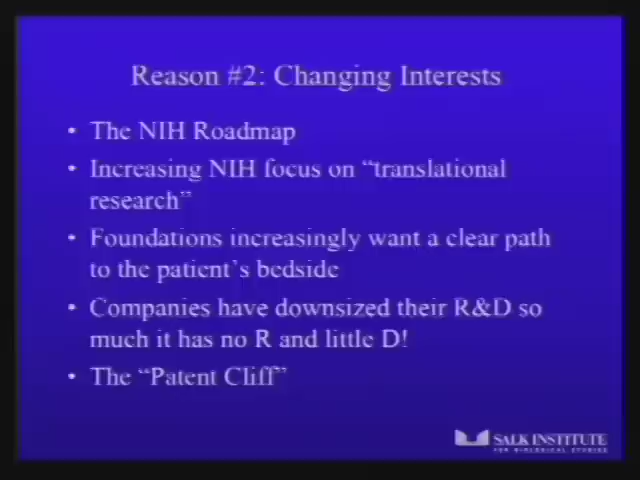 Reason #2: Changing Interests
• The NIH Roadmap
• Increasing NIH focus on “translational
research”
• Foundations increasingly want a clear path
to the patient’s bedside
• Companies have downsized their R&D so
much it has no R and little D!
• The “Patent Cliff”
SALK INSTITUTE
FOR BIOLOGICAL STUDIES